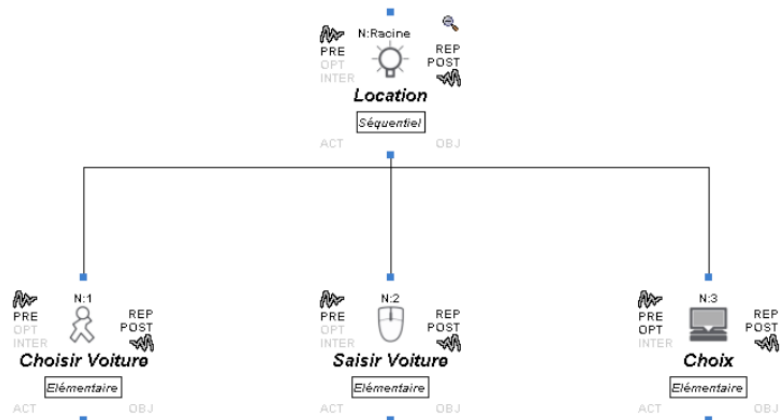 N:Racine
PRE REP
OPT POST
INTER
Location
Séquentiel
ACT OBJ
N:1
PRE REP
OPT POST
INTER
Choisir Voiture
Elémentaire
ACT OBJ
N:2
PRE REP
OPT POST
INTER
Saisir Voiture
Elémentaire
ACT OBJ
N:3
PRE REP
OPT POST
INTER
Choix
Elémentaire
ACT OBJ